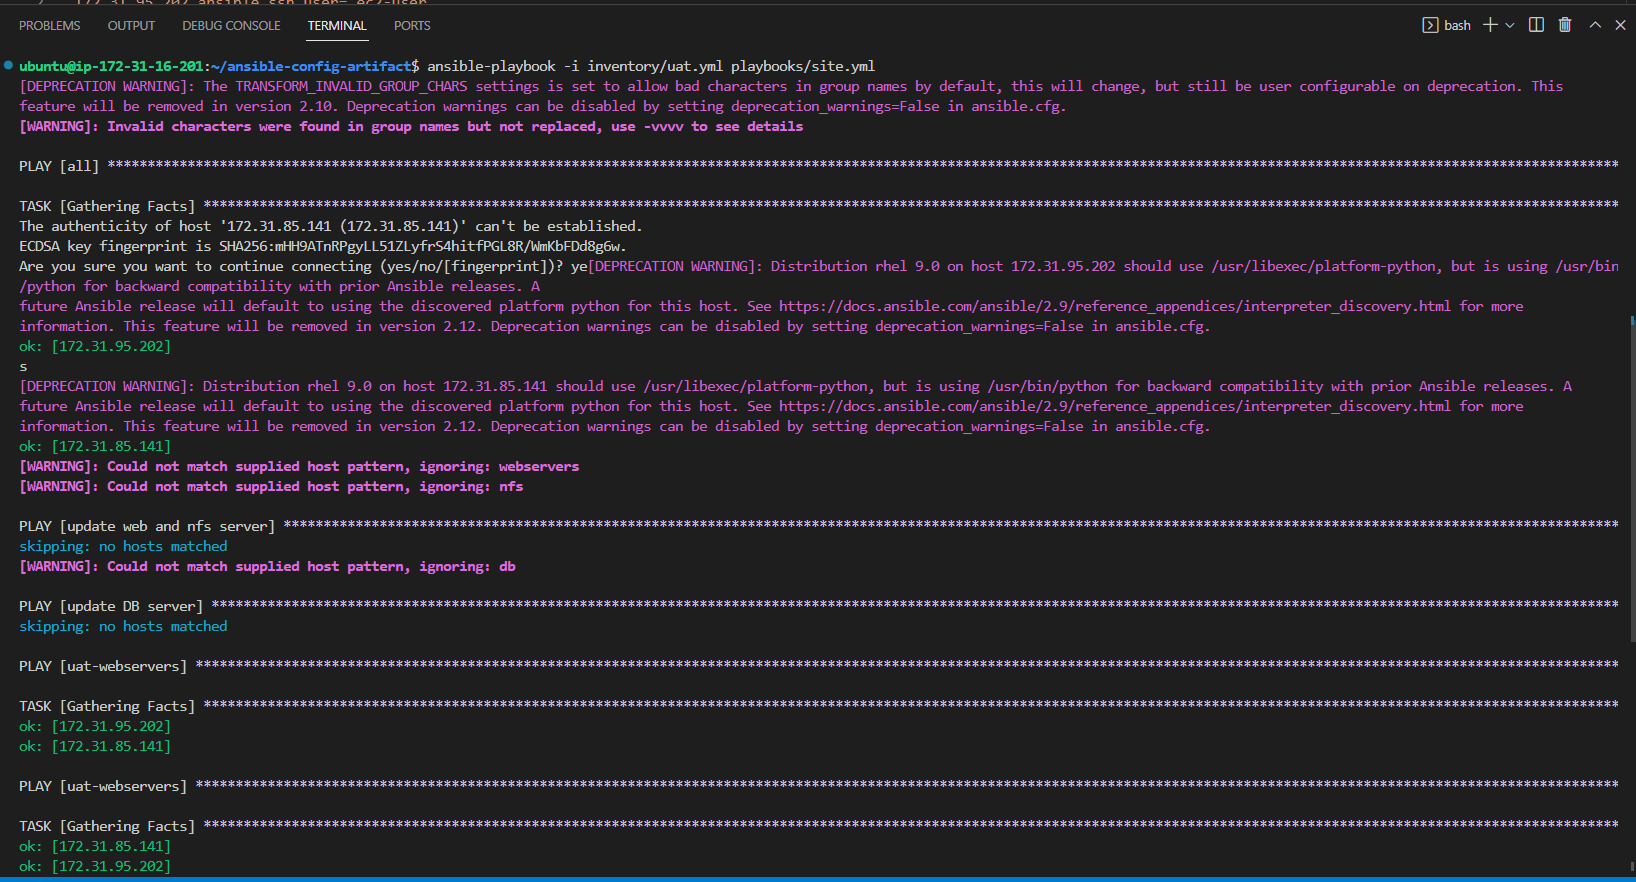 172.31.95.202 ansible_ssh_user= ec2-user
PROBLEMS OUTPUT DEBUG CONSOLE TERMINAL PORTS bash
ubuntu@ip-172-31-16-201:~/ansible-config-artifact$ ansible-playbook -i inventory/uat.yml playbooks/site.yml
[DEPRECATION WARNING]: The TRANSFORM_INVALID_GROUP_CHARS settings is set to allow bad characters in group names by default, this will change, but still be user configurable on deprecation. This
feature will be removed in version 2.10. Deprecation warnings can be disabled by setting deprecation_warnings=False in ansible.cfg.
[WARNING]: Invalid characters were found in group names but not replaced, use -vvvv to see details
PLAY [all] *****************************************************************************************************************************************************************************************
TASK [Gathering Facts] *****************************************************************************************************************************************************************************
The authenticity of host '172.31.85.141 (172.31.85.141)' can't be established.
ECDSA key fingerprint is SHA256:mHH9ATnRPgyLL51ZLyfrS4hitfPGL8R/WmKbFDd8g6w.
Are you sure you want to continue connecting (yes/no/[fingerprint])? ye[DEPRECATION WARNING]: Distribution rhel 9.0 on host 172.31.95.202 should use /usr/libexec/platform-python, but is using /usr/bin
/python for backward compatibility with prior Ansible releases. A
future Ansible release will default to using the discovered platform python for this host. See https://docs.ansible.com/ansible/2.9/reference_appendices/interpreter_discovery.html for more
information. This feature will be removed in version 2.12. Deprecation warnings can be disabled by setting deprecation_warnings=False in ansible.cfg.
ok: [172.31.95.202]
s
[DEPRECATION WARNING]: Distribution rhel 9.0 on host 172.31.85.141 should use /usr/libexec/platform-python, but is using /usr/bin/python for backward compatibility with prior Ansible releases. A
future Ansible release will default to using the discovered platform python for this host. See https://docs.ansible.com/ansible/2.9/reference_appendices/interpreter_discovery.html for more
information. This feature will be removed in version 2.12. Deprecation warnings can be disabled by setting deprecation_warnings=False in ansible.cfg.
ok: [172.31.85.141]
[WARNING]: Could not match supplied host pattern, ignoring: webservers
[WARNING]: Could not match supplied host pattern, ignoring: nfs
PLAY [update web and nfs server] *******************************************************************************************************************************************************************
skipping: no hosts matched
[WARNING]: Could not match supplied host pattern, ignoring: db
PLAY [update DB server] ****************************************************************************************************************************************************************************
skipping: no hosts matched
PLAY [uat-webservers] ******************************************************************************************************************************************************************************
TASK [Gathering Facts] *****************************************************************************************************************************************************************************
ok: [172.31.95.202]
ok: [172.31.85.141]
PLAY [uat-webservers] ******************************************************************************************************************************************************************************
TASK [Gathering Facts] *****************************************************************************************************************************************************************************
ok: [172.31.85.141]
ok: [172.31.95.202]